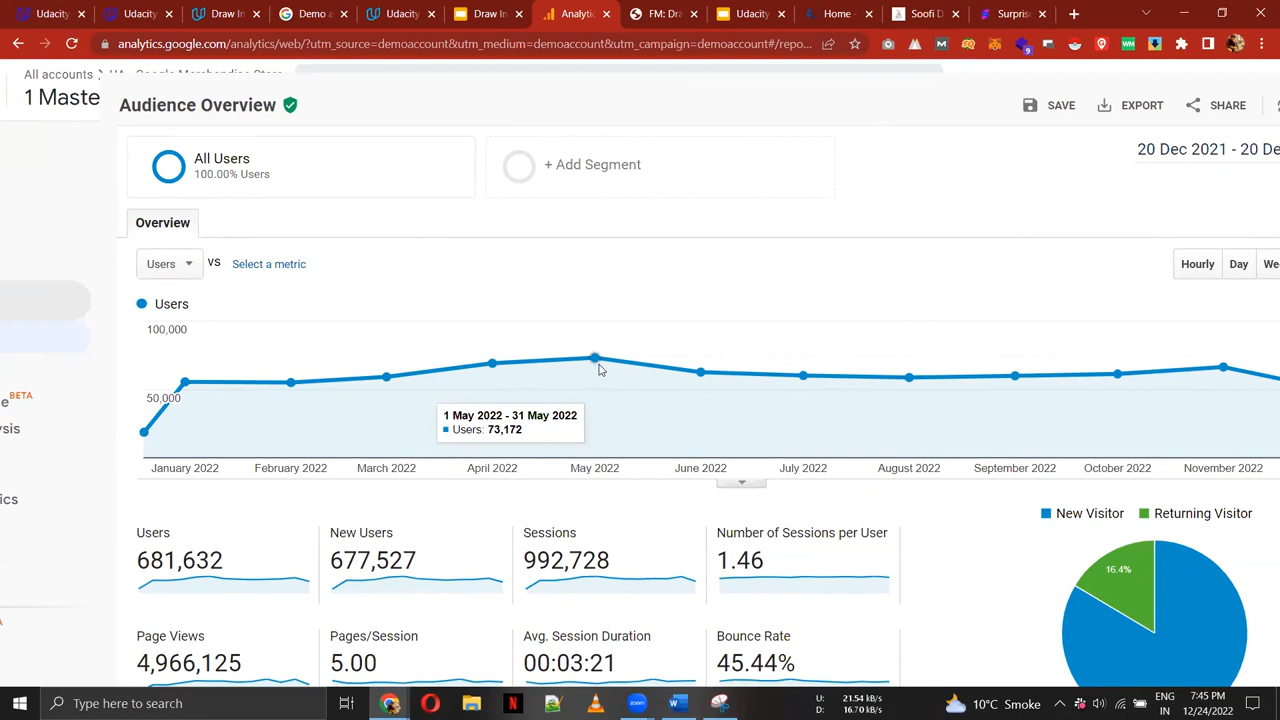 Udacity
Udacity
Draw In
Demo a
Udacity
Draw In
Analytic
FM: Dra
Udacity
Home -
Soofi D
Surprise
analytics.google.com/analytics/web/?utm_source=demoaccount&utm_medium=demoaccount&utm_campaign=demoaccount#/repo...
9
All accounts > UA - Google Merchandise Store
1 Maste
Audience Overview
SAVE
EXPORT
SHARE
All Users
100.00% Users
+ Add Segment
20 Dec 2021 - 20 De
Overview
Users
VS
Select a metric
Hourly
Day
We
Users
100,000
50,000
1 May 2022 - 31 May 2022
Users: 73,172
January 2022
February 2022
March 2022
April 2022
May 2022
June 2022
July 2022
August 2022
September 2022
October 2022
November 2022
e BETA
ysis
ics
A
New Visitor
Returning Visitor
16.4%
Users
681,632
New Users
677,527
Sessions
992,728
Number of Sessions per User
1.46
Page Views
4,966,125
Pages/Session
5.00
Avg. Session Duration
00:03:21
Bounce Rate
45.44%
Type here to search
zoom
U: 21.54 kB/s
D: 16.70 kB/s
10°C Smoke
ENG
IN
7:45 PM
12/24/2022